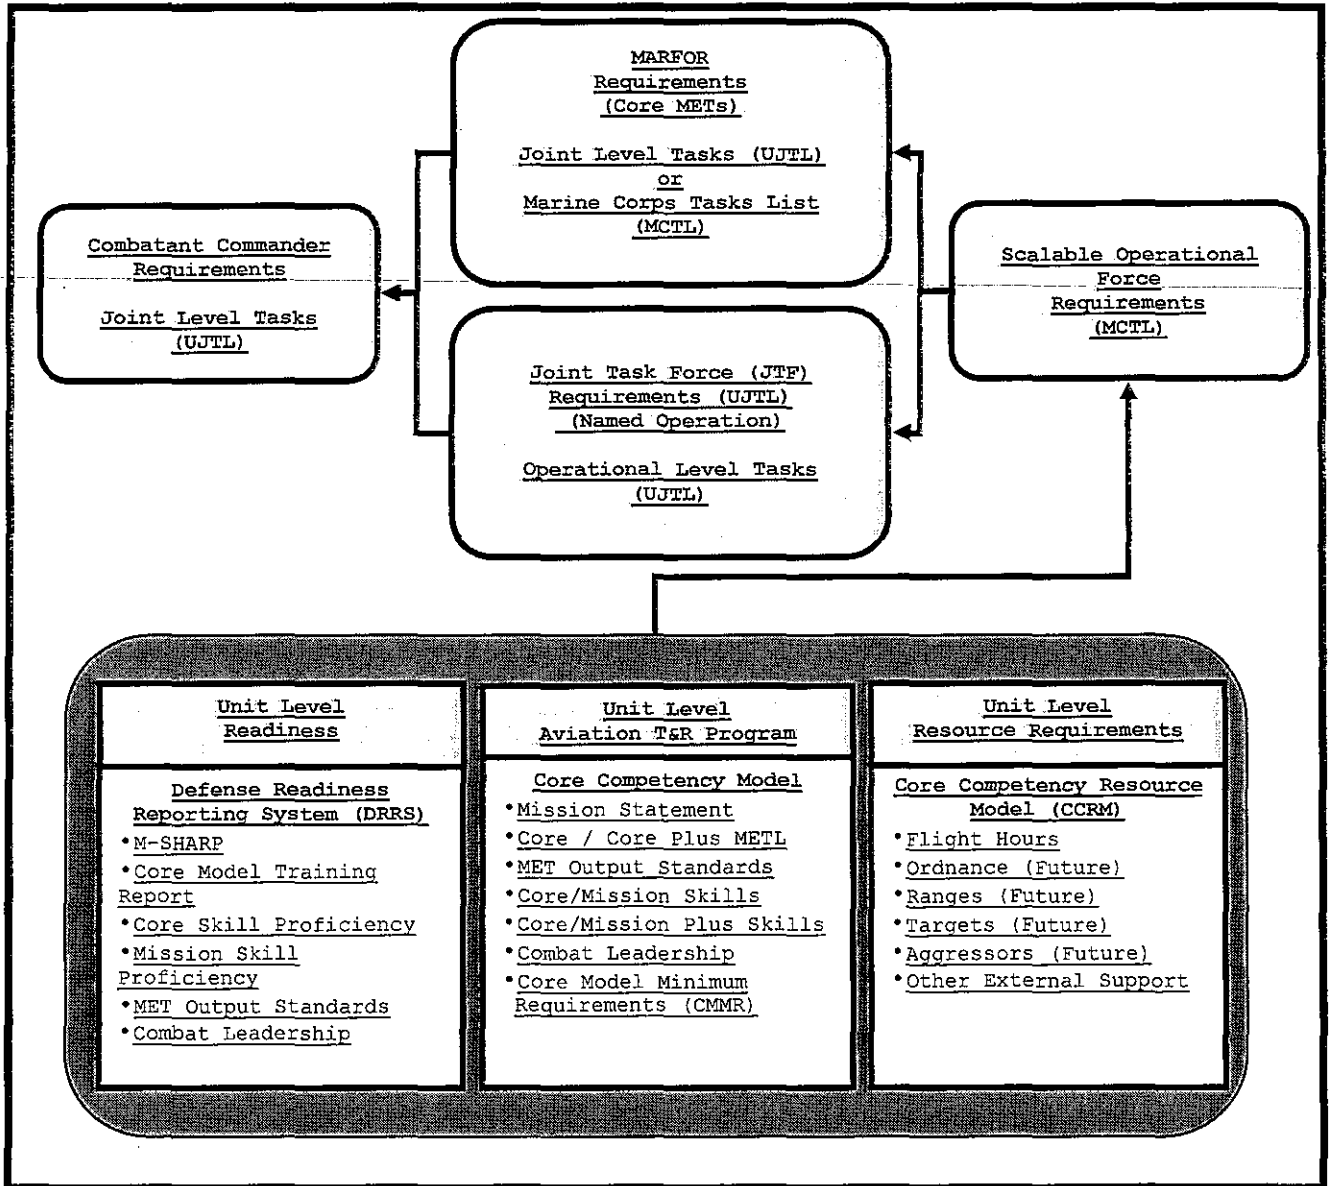 MARFOR
Requirements
(Core METs)
Joint Level Tasks (UJTL)
or
Marine Corps Tasks List
(MCTL)
Combatant Commander
Requirements
Joint Level Tasks
(UJTL)
Scalable Operational
Force
Requirements
(MCTL)
Joint Task Force (JTF)
Requirements (UJTL)
(Named Operation)
Operational Level Tasks
(UJTL)
Unit Level
Readiness
Defense Readiness
Reporting System (DRRS)
•M-SHARP
•Core Model Training
Report
•Core Skill Proficiency
•Mission Skill
Proficiency
•MET Output Standards
•Combat Leadership
Unit Level
Aviation T&R Program
Core Competency Model
•Mission Statement
•Core / Core Plus METL
•MET Output Standards
•Core/Mission Skills
•Core/Mission Plus Skills
•Combat Leadership
•Core Model Minimum
Requirements (CMMR)
Unit Level
Resource Requirements
Core Competency Resource
Model (CCRM)
•Flight Hours
•Ordnance (Future)
•Ranges (Future)
•Targets (Future)
•Aggressors (Future)
•Other External Support